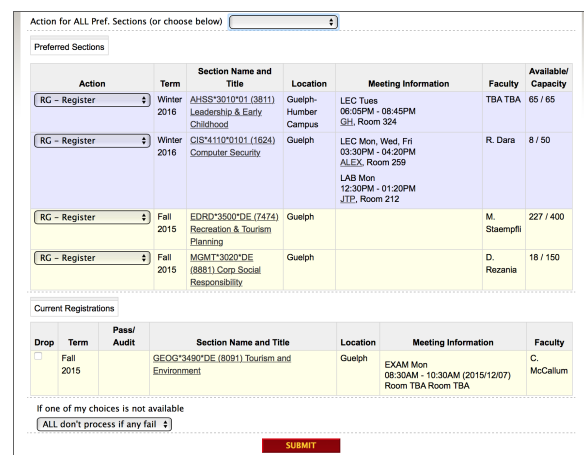 Action for ALL Pref. Sections (or choose below)
Preferred Sections
Action Term Section Name and Title Location Meeting Information Faculty Available/ Capacity
RG – Register Winter 2016 AHSS*3010*01 (3811) Leadership & Early Childhood Guelph-Humber Campus LEC Tues 06:05PM - 08:45PM GH, Room 324 TBA TBA 65 / 65
RG – Register Winter 2016 CIS*4110*0101 (1624) Computer Security Guelph LEC Mon, Wed, Fri 03:30PM - 04:20PM ALEX, Room 259 LAB Mon 12:30PM - 01:20PM JTP, Room 212 R. Dara 8 / 50
RG – Register Fall 2015 EDRD*3500*DE (7474) Recreation & Tourism Planning Guelph M. Staempfli 227 / 400
RG – Register Fall 2015 MGMT*3020*DE (8881) Corp Social Responsibility Guelph D. Rezania 18 / 150
Current Registrations
Drop Term Pass/ Audit Section Name and Title Location Meeting Information Faculty
Fall 2015 GEOG*3490*DE (8091) Tourism and Environment Guelph EXAM Mon 08:30AM - 10:30AM (2015/12/07) Room TBA Room TBA C. McCallum
If one of my choices is not available
ALL don't process if any fail
SUBMIT